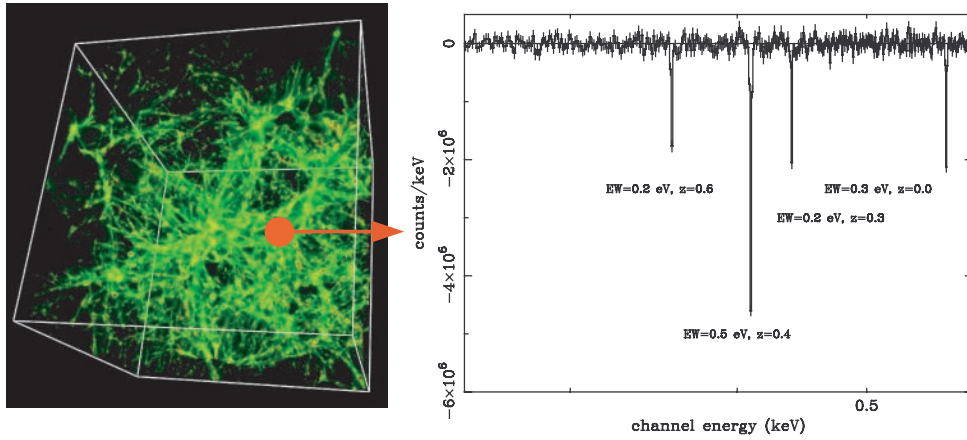 0
−2×10⁶
−4×10⁶
−6×10⁶
counts/keV
EW=0.2 eV, z=0.6
EW=0.3 eV, z=0.0
EW=0.2 eV, z=0.3
EW=0.5 eV, z=0.4
0.5
channel energy (keV)